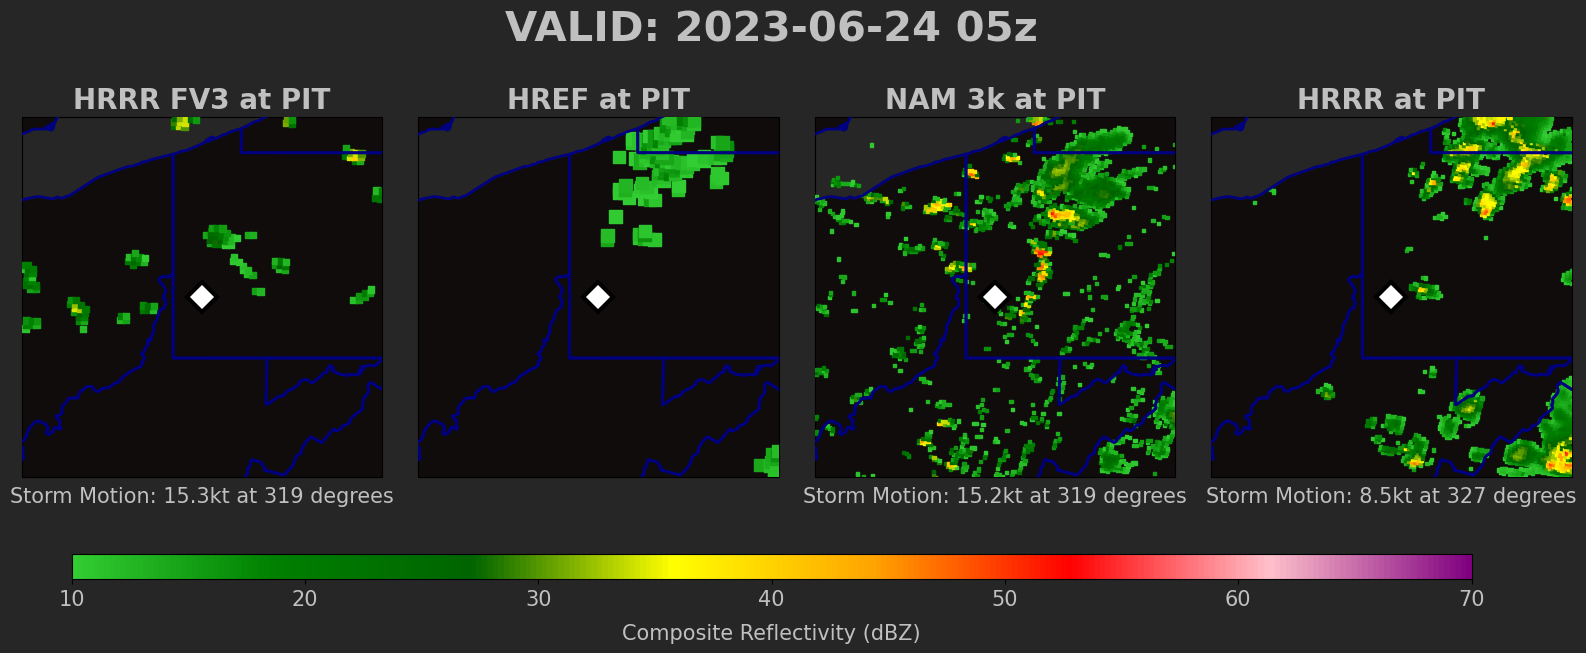 VALID: 2023-06-24 05z
HRRR FV3 at PIT
HREF at PIT
NAM 3k at PIT
HRRR at PIT
Storm Motion: 15.3kt at 319 degrees
Storm Motion: 15.2kt at 319 degrees
Storm Motion: 8.5kt at 327 degrees
10 20 30 40 50 60 70
Composite Reflectivity (dBZ)